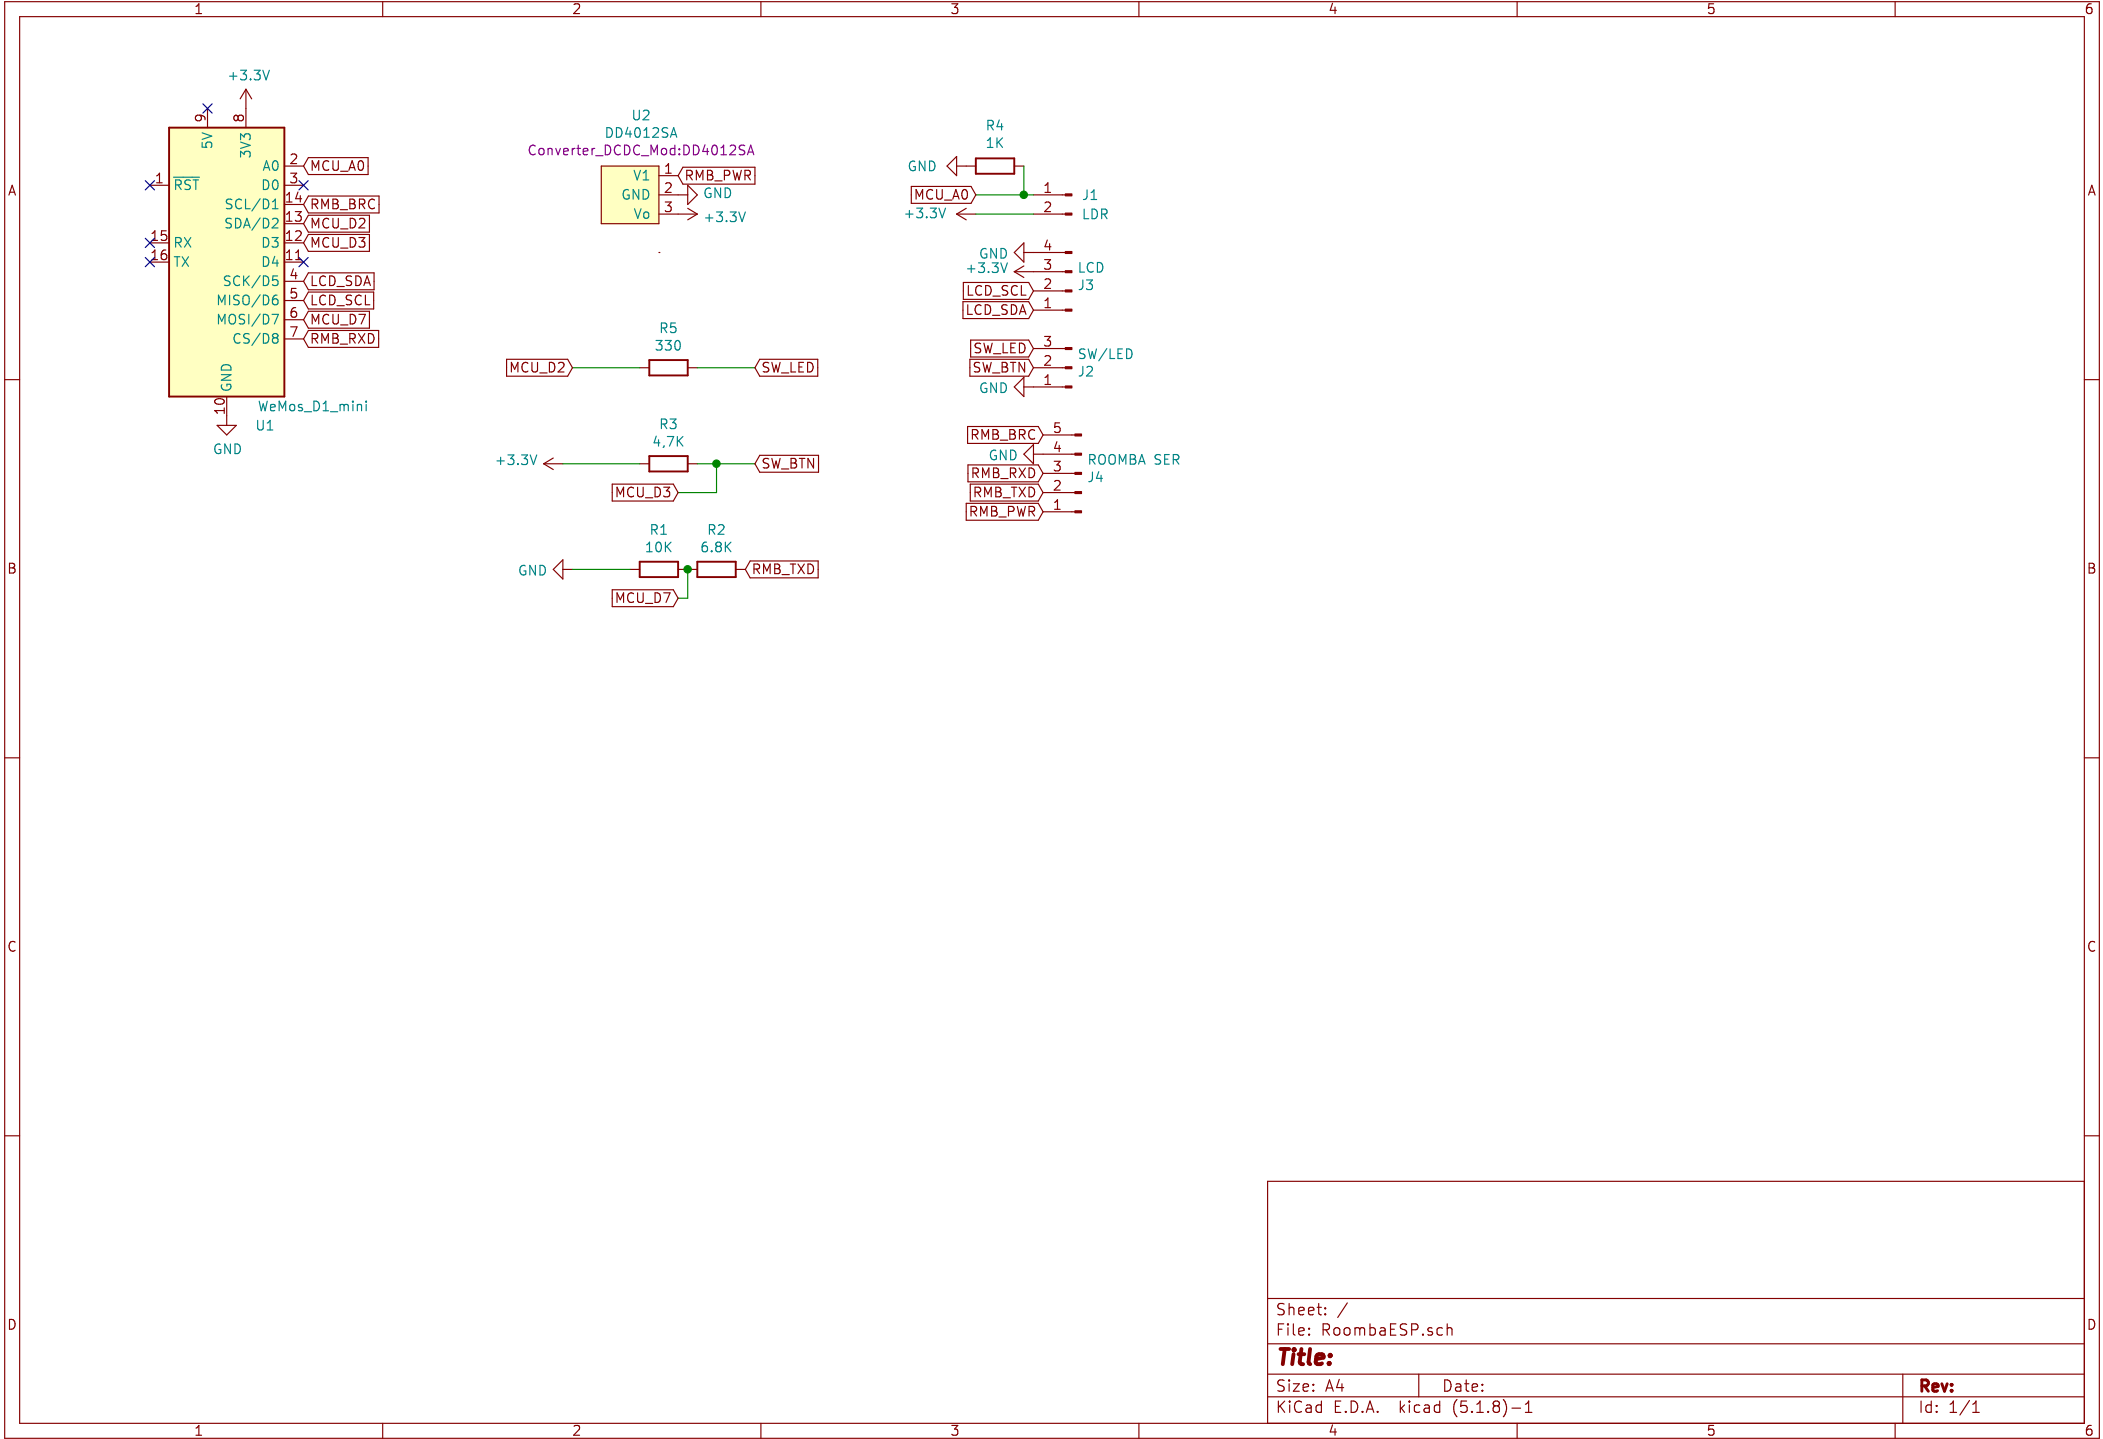 1 2 3 4 5 6
+3.3V
9 8
5V 3V3
A0 2 MCU_A0
1 RST D0 3
SCL/D1 14 RMB_BRC
SDA/D2 13 MCU_D2
15 RX D3 12 MCU_D3
16 TX D4 11
SCK/D5 4 LCD_SDA
MISO/D6 5 LCD_SCL
MOSI/D7 6 MCU_D7
CS/D8 7 RMB_RXD
GND
10 WeMos_D1_mini
U1
GND
U2
DD4012SA
Converter_DCDC_Mod:DD4012SA
V1 1 RMB_PWR
GND 2 GND
Vo 3 +3.3V
R5
330
MCU_D2 SW_LED
R3
4,7K
+3.3V SW_BTN
MCU_D3
R1 R2
10K 6.8K
GND RMB_TXD
MCU_D7
R4
1K
GND
MCU_A0 1 J1
+3.3V 2 LDR
GND 4
+3.3V 3 LCD
LCD_SCL 2 J3
LCD_SDA 1
SW_LED 3 SW/LED
SW_BTN 2 J2
GND 1
RMB_BRC 5
GND 4 ROOMBA SER
RMB_RXD 3 J4
RMB_TXD 2
RMB_PWR 1
A A
B B
C C
D D
Sheet: /
File: RoombaESP.sch
Title:
Size: A4 Date: Rev:
KiCad E.D.A. kicad (5.1.8)-1 Id: 1/1
1 2 3 4 5 6